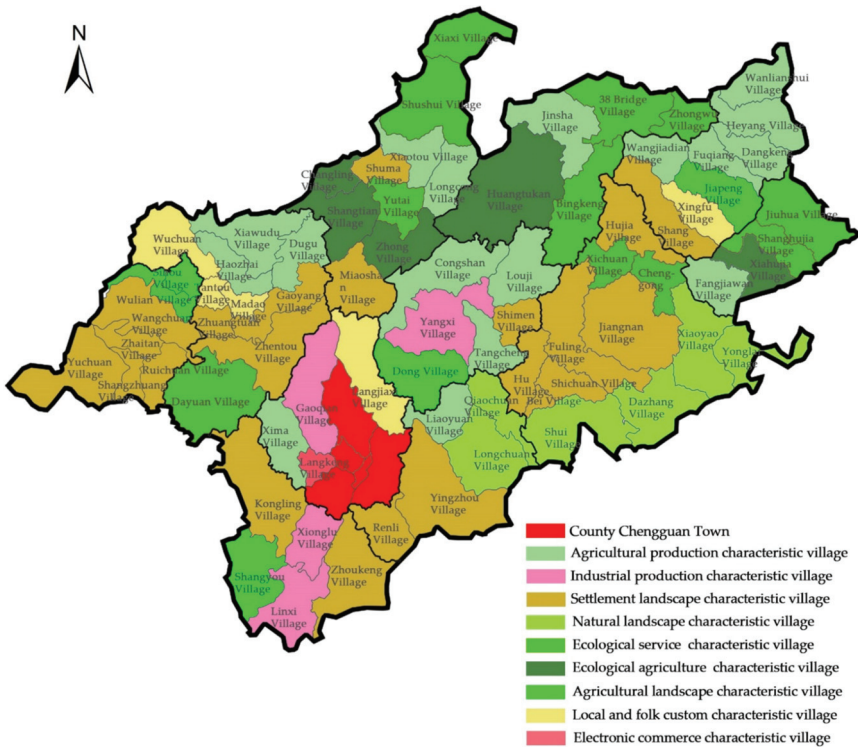 N
Xiaxi Village
Shushui Village
Jinsha
Village
38 Bridge
Village
Zhongwu
Village
Heyang Village
Wangjiadian
Village
Fuqiang
Village
Dangkeng
Village
Xiaotou Village
Shuma
Village
Longcong
Village
Yutai
Village
Changling
Village
Shangtian
Village
Zhong
Village
Huangtukan
Village
Bingkeng
Village
Jiapeng
Village
Xingfu
Village
Jiuhua Village
Shanghujia
Village
Hujia
Village
Shang
Village
Fangjiawan
Village
Xichuan
Village
Cheng-
gong
Wuchuan
Village
Xiawudu
Village
Dugu
Village
Haozhai
Village
Miaosha
n Village
Congshan
Village
Louji
Village
Village
Wulian Village
Madao
Village
Gaoyang
Village
Wangchuan
Village
Zhuangtuan
Village
Zhaitan
Village
Zhentou
Village
Yuchuan
Village
Ruichuan Village
Shangzhuang
Village
Dayuan Village
Yangxi
Village
Shimen
Village
Jiangnan
Village
Xiaoyao
Village
Yonglai
Village
Tangcheng
Village
Fuling
Village
Dong Village
Hu
Village
Shichuan Village
Bei Village
Dazhang
Village
Shui
Village
Qiaochuan
Village
Liaoyuan
Village
Longchuan
Village
Village
Gaoqian
Village
Xima
Village
Langkeng
Village
Kongling
Village
Yingzhou
Village
Xionglu
Village
Renli
Village
Zhoukeng
Village
Shangyou
Village
Linxi
Village
County Chengguan Town
Agricultural production characteristic village
Industrial production characteristic village
Settlement landscape characteristic village
Natural landscape characteristic village
Ecological service characteristic village
Ecological agriculture characteristic village
Agricultural landscape characteristic village
Local and folk custom characteristic village
Electronic commerce characteristic village